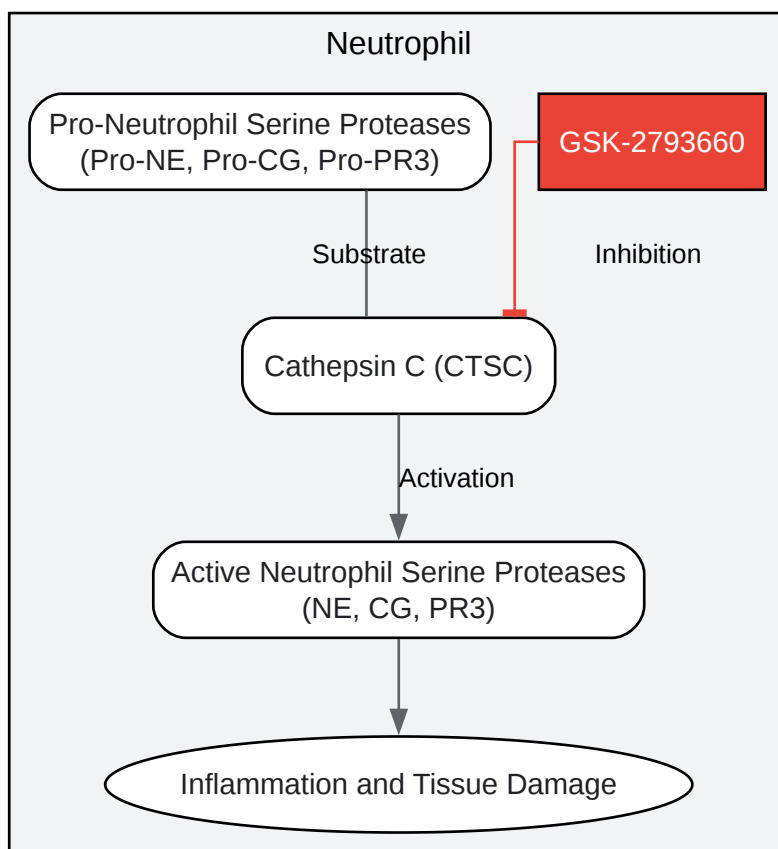 Neutrophil
Pro-Neutrophil Serine Proteases
(Pro-NE, Pro-CG, Pro-PR3)
GSK-2793660
Substrate
Inhibition
Cathepsin C (CTSC)
Activation
Active Neutrophil Serine Proteases
(NE, CG, PR3)
Inflammation and Tissue Damage